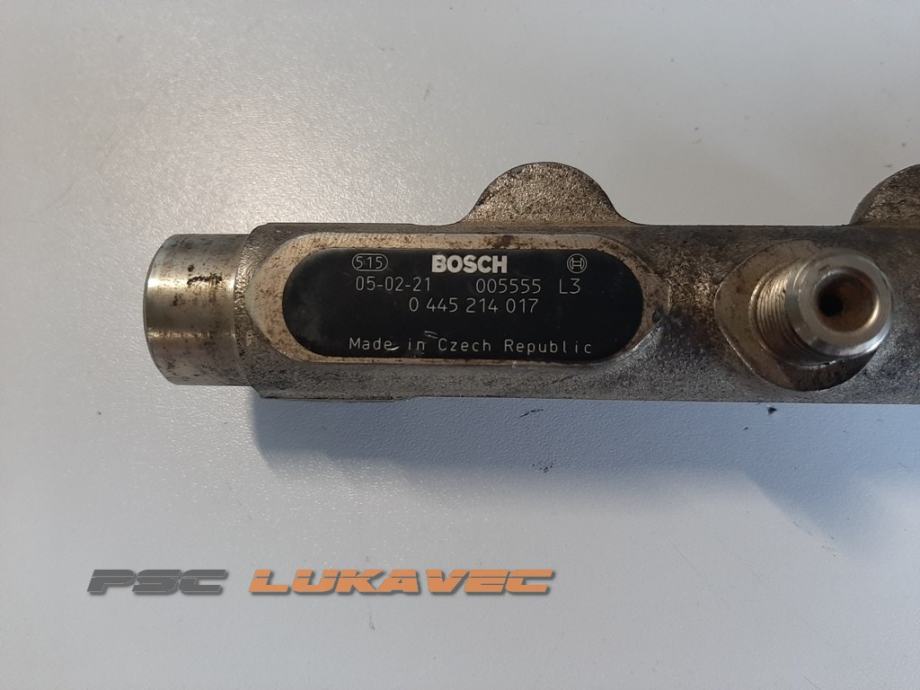 515 BOSCH
05-02-21 005555 L3
0 445 214 017
Made in Czech Republic
PSC LUKAVEC